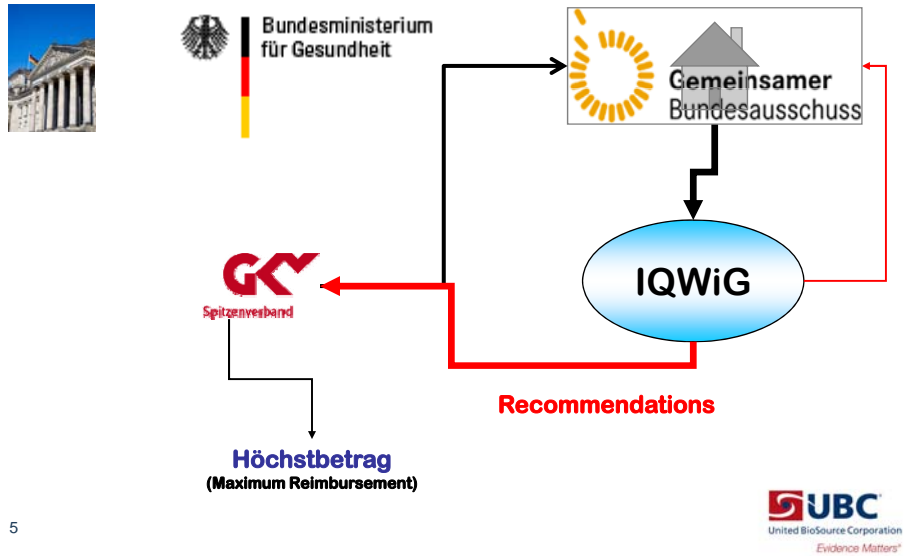 Bundesministerium
für Gesundheit
Gemeinsamer
Bundesausschuss
IQWiG
GKV
Spitzenverband
Recommendations
Höchstbetrag
(Maximum Reimbursement)
5
UBC
United BioSource Corporation
Evidence Matters®